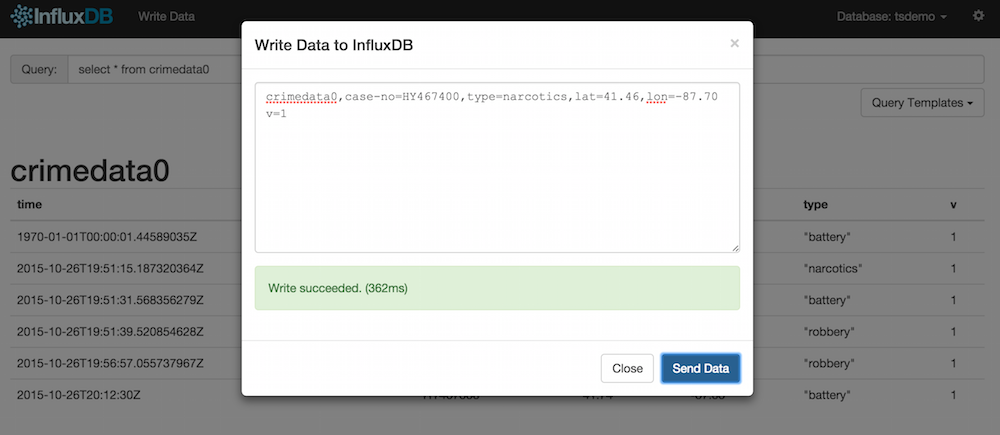 InfluxDB Write Data Database: tsdemo
Query: select * from crimedata0
Query Templates
Write Data to InfluxDB ×
crimedata0,case-no=HY467400,type=narcotics,lat=41.46,lon=-87.70
v=1
Write succeeded. (362ms)
Close Send Data
crimedata0
time type v
1970-01-01T00:00:01.44589035Z "battery" 1
2015-10-26T19:51:15.187320364Z "narcotics" 1
2015-10-26T19:51:31.568356279Z "battery" 1
2015-10-26T19:51:39.520854628Z "robbery" 1
2015-10-26T19:56:57.055737967Z "robbery" 1
2015-10-26T20:12:30Z "battery" 1